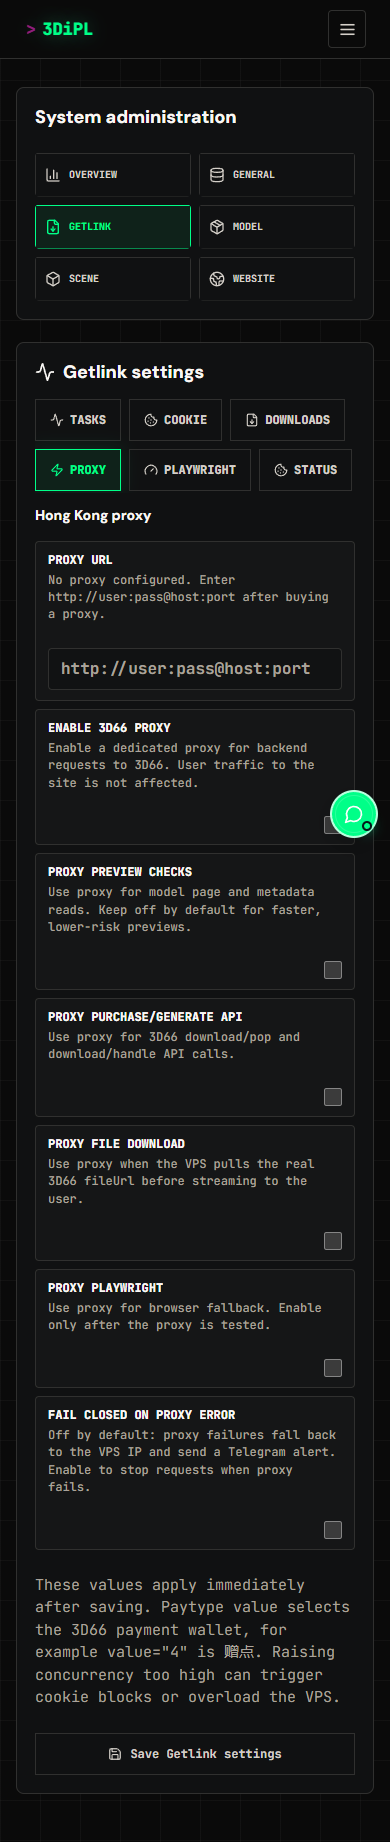 > 3DiPL
System administration
OVERVIEW
GENERAL
GETLINK
MODEL
SCENE
WEBSITE
Getlink settings
TASKS
COOKIE
DOWNLOADS
PROXY
PLAYWRIGHT
STATUS
Hong Kong proxy
PROXY URL
No proxy configured. Enter
http://user:pass@host:port after buying
a proxy.
http://user:pass@host:port
ENABLE 3D66 PROXY
Enable a dedicated proxy for backend
requests to 3D66. User traffic to the
site is not affected.
PROXY PREVIEW CHECKS
Use proxy for model page and metadata
reads. Keep off by default for faster,
lower-risk previews.
PROXY PURCHASE/GENERATE API
Use proxy for 3D66 download/pop and
download/handle API calls.
PROXY FILE DOWNLOAD
Use proxy when the VPS pulls the real
3D66 fileUrl before streaming to the
user.
PROXY PLAYWRIGHT
Use proxy for browser fallback. Enable
only after the proxy is tested.
FAIL CLOSED ON PROXY ERROR
Off by default: proxy failures fall back
to the VPS IP and send a Telegram alert.
Enable to stop requests when proxy
fails.
These values apply immediately
after saving. Paytype value selects
the 3D66 payment wallet, for
example value="4" is 赠点. Raising
concurrency too high can trigger
cookie blocks or overload the VPS.
Save Getlink settings